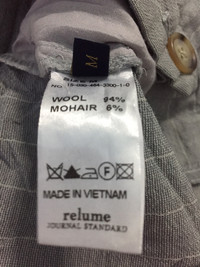 M
WOOL 94%
MOHAIR 6%
F
MADE IN VIETNAM
relume
JOURNAL STANDARD